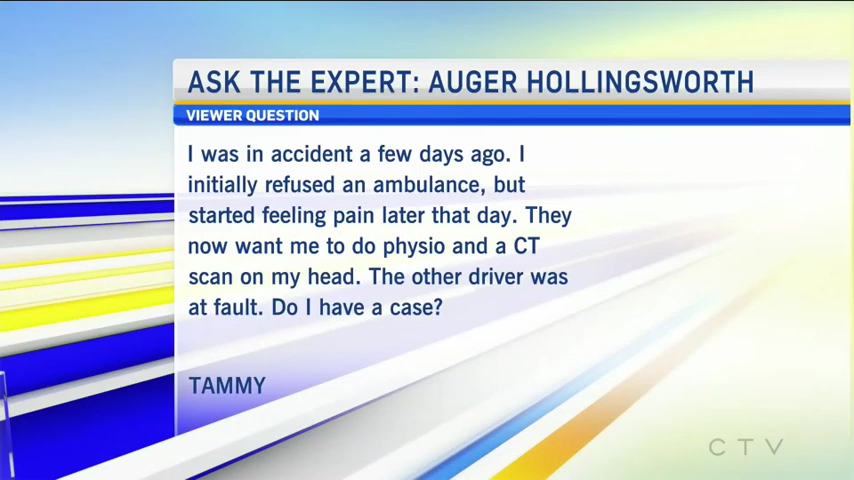 ASK THE EXPERT: AUGER HOLLINGSWORTH
VIEWER QUESTION
I was in accident a few days ago. I
initially refused an ambulance, but
started feeling pain later that day. They
now want me to do physio and a CT
scan on my head. The other driver was
at fault. Do I have a case?
TAMMY
CTV